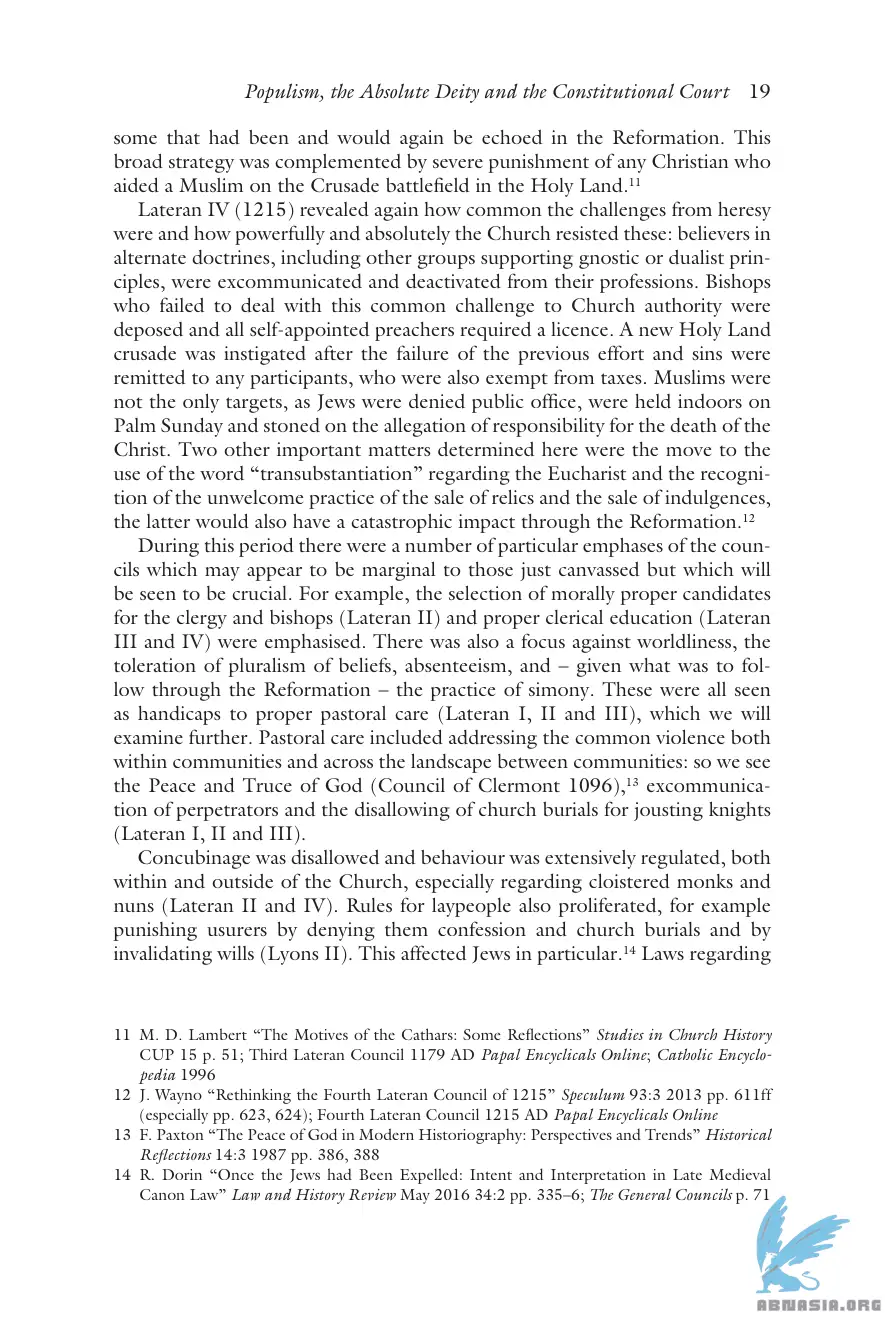 Populism, the Absolute Deity and the Constitutional Court 19
some that had been and would again be echoed in the Reformation. This
broad strategy was complemented by severe punishment of any Christian who
aided a Muslim on the Crusade battlefield in the Holy Land.¹¹
Lateran IV (1215) revealed again how common the challenges from heresy
were and how powerfully and absolutely the Church resisted these: believers in
alternate doctrines, including other groups supporting gnostic or dualist prin-
ciples, were excommunicated and deactivated from their professions. Bishops
who failed to deal with this common challenge to Church authority were
deposed and all self-appointed preachers required a licence. A new Holy Land
crusade was instigated after the failure of the previous effort and sins were
remitted to any participants, who were also exempt from taxes. Muslims were
not the only targets, as Jews were denied public office, were held indoors on
Palm Sunday and stoned on the allegation of responsibility for the death of the
Christ. Two other important matters determined here were the move to the
use of the word “transubstantiation” regarding the Eucharist and the recogni-
tion of the unwelcome practice of the sale of relics and the sale of indulgences,
the latter would also have a catastrophic impact through the Reformation.¹²
During this period there were a number of particular emphases of the coun-
cils which may appear to be marginal to those just canvassed but which will
be seen to be crucial. For example, the selection of morally proper candidates
for the clergy and bishops (Lateran II) and proper clerical education (Lateran
III and IV) were emphasised. There was also a focus against worldliness, the
toleration of pluralism of beliefs, absenteeism, and – given what was to fol-
low through the Reformation – the practice of simony. These were all seen
as handicaps to proper pastoral care (Lateran I, II and III), which we will
examine further. Pastoral care included addressing the common violence both
within communities and across the landscape between communities: so we see
the Peace and Truce of God (Council of Clermont 1096),¹³ excommunica-
tion of perpetrators and the disallowing of church burials for jousting knights
(Lateran I, II and III).
Concubinage was disallowed and behaviour was extensively regulated, both
within and outside of the Church, especially regarding cloistered monks and
nuns (Lateran II and IV). Rules for laypeople also proliferated, for example
punishing usurers by denying them confession and church burials and by
invalidating wills (Lyons II). This affected Jews in particular.¹⁴ Laws regarding
11 M. D. Lambert “The Motives of the Cathars: Some Reflections” Studies in Church History
CUP 15 p. 51; Third Lateran Council 1179 AD Papal Encyclicals Online; Catholic Encyclo-
pedia 1996
12 J. Wayno “Rethinking the Fourth Lateran Council of 1215” Speculum 93:3 2013 pp. 611ff
(especially pp. 623, 624); Fourth Lateran Council 1215 AD Papal Encyclicals Online
13 F. Paxton “The Peace of God in Modern Historiography: Perspectives and Trends” Historical
Reflections 14:3 1987 pp. 386, 388
14 R. Dorin “Once the Jews had Been Expelled: Intent and Interpretation in Late Medieval
Canon Law” Law and History Review May 2016 34:2 pp. 335–6; The General Councils p. 71
ABNASIA.ORG